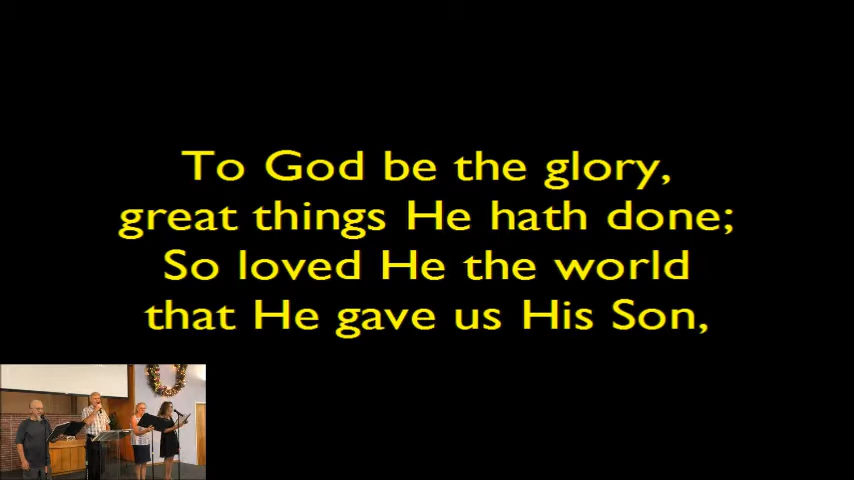 To God be the glory,
great things He hath done;
So loved He the world
that He gave us His Son,